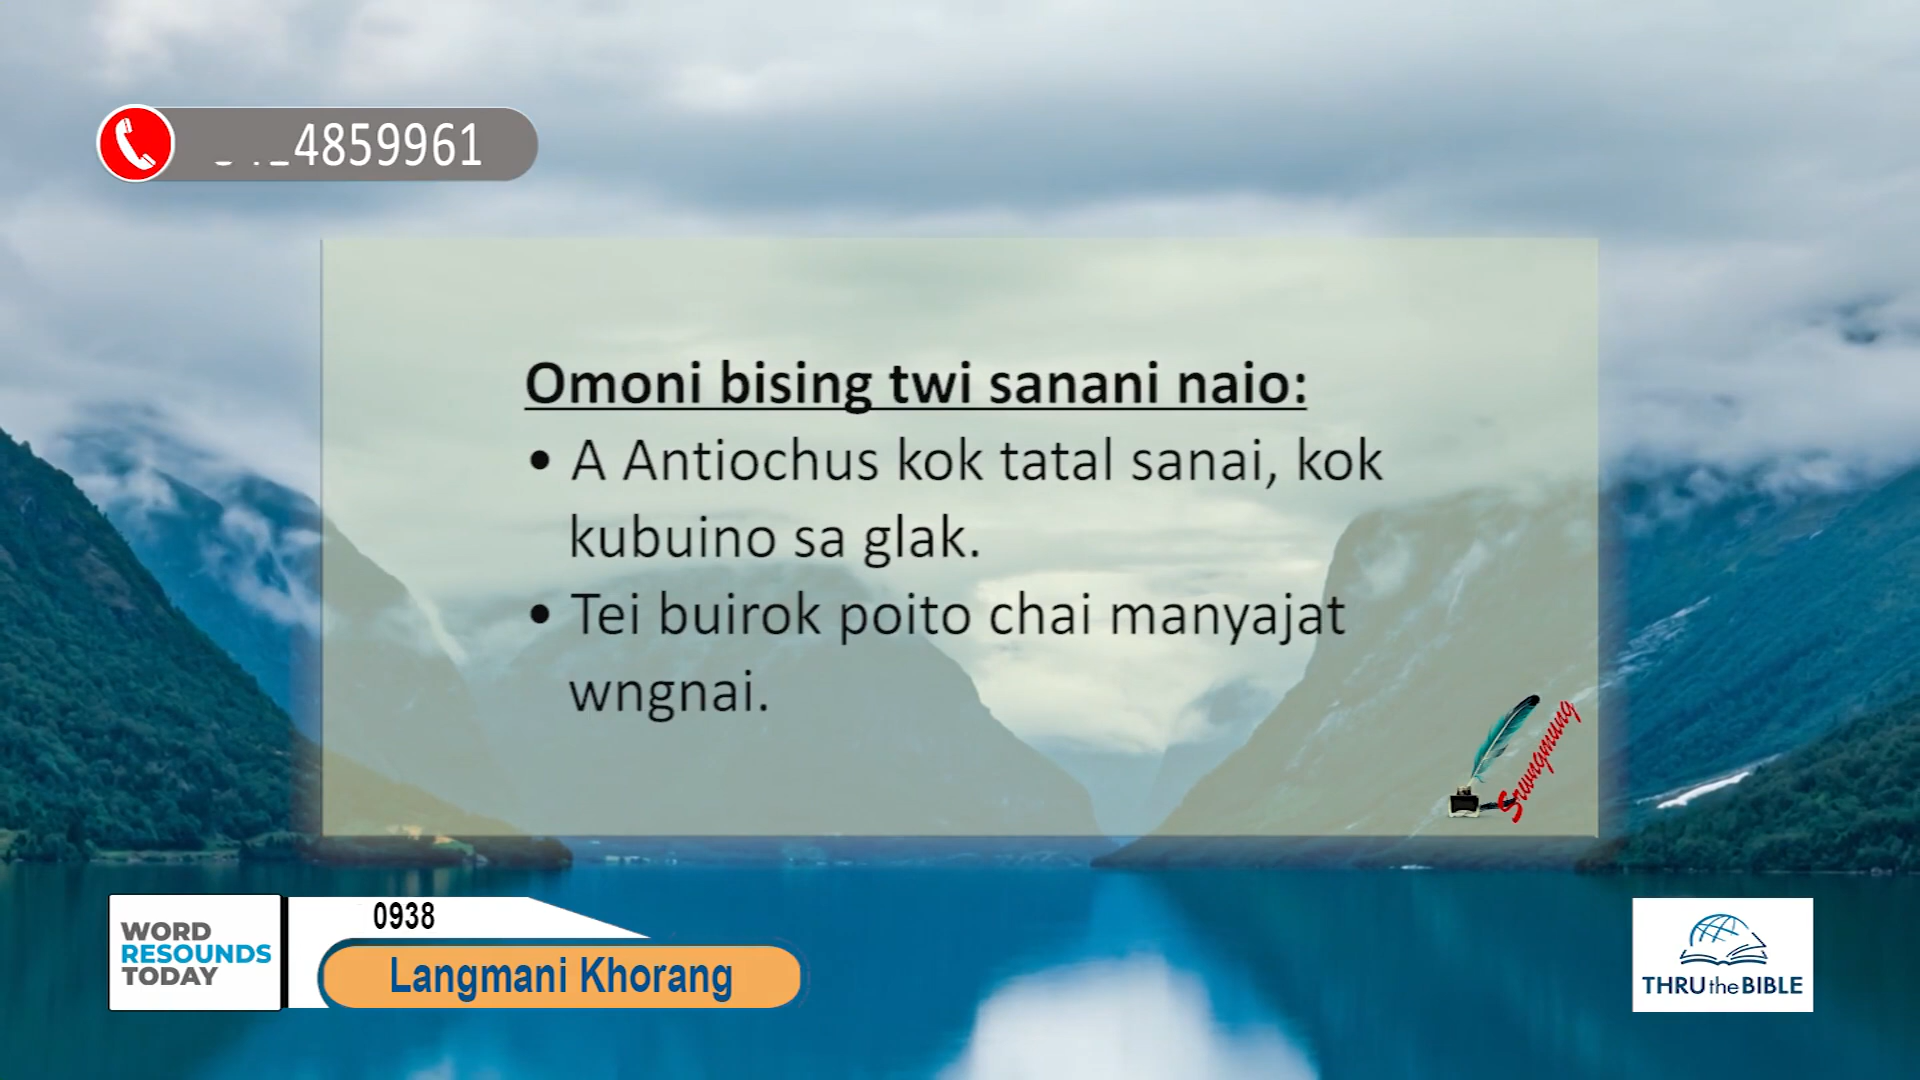 4859961
Omoni bising twi sanani naio:
• A Antiochus kok tatal sanai, kok
kubuino sa glak.
• Tei buirok poito chai manyajat
wngnai.
Srwngmung
WORD
RESOUNDS
TODAY
0938
Langmani Khorang
THRU the BIBLE